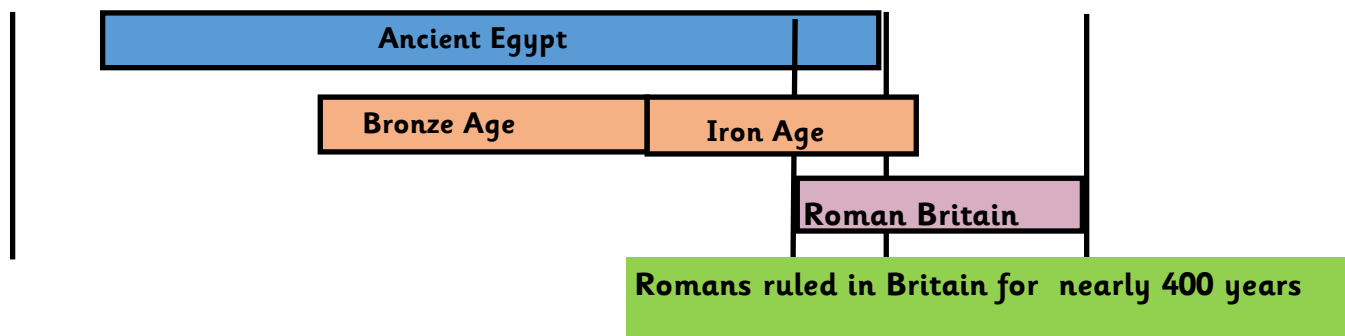 Ancient Egypt
Bronze Age
Iron Age
Roman Britain
Romans ruled in Britain for nearly 400 years